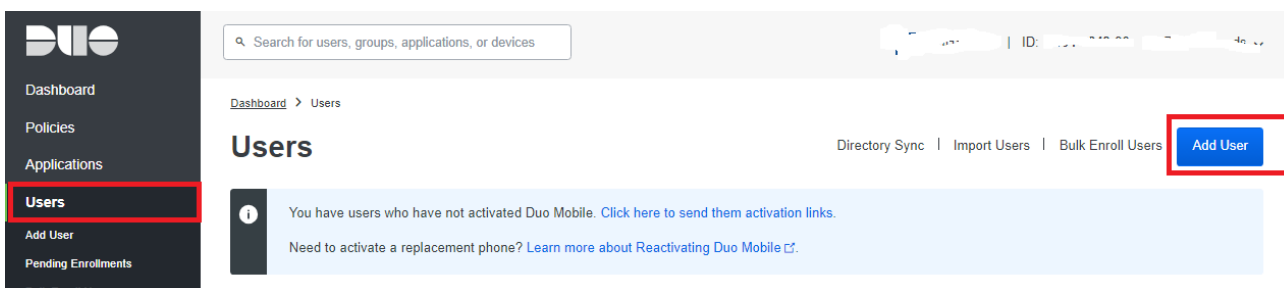 DUO
Search for users, groups, applications, or devices
| ID:
Dashboard
Policies
Applications
Users
Add User
Pending Enrollments
Dashboard > Users
Users
Directory Sync | Import Users | Bulk Enroll Users Add User
You have users who have not activated Duo Mobile. Click here to send them activation links.
Need to activate a replacement phone? Learn more about Reactivating Duo Mobile.